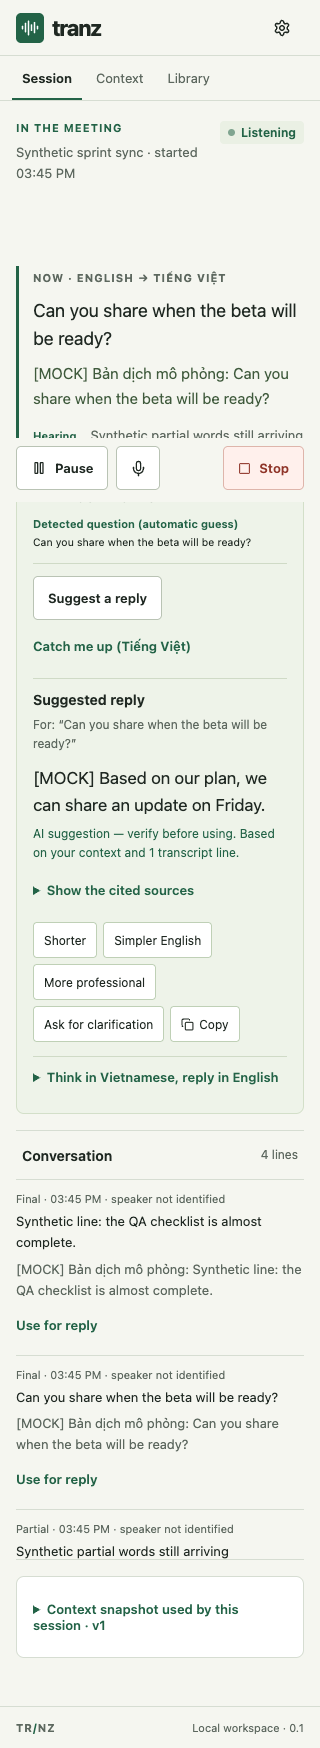 tranz
Session
Context
Library
IN THE MEETING
Listening
Synthetic sprint sync · started
03:45 PM
NOW · ENGLISH → TIẾNG VIỆT
Can you share when the beta will
be ready?
[MOCK] Bản dịch mô phỏng: Can you
share when the beta will be ready?
Hearing Synthetic partial words still arriving
Pause
Stop
Detected question (automatic guess)
Can you share when the beta will be ready?
Suggest a reply
Catch me up (Tiếng Việt)
Suggested reply
For: “Can you share when the beta will be
ready?”
[MOCK] Based on our plan, we
can share an update on Friday.
AI suggestion — verify before using. Based
on your context and 1 transcript line.
Show the cited sources
Shorter
Simpler English
More professional
Ask for clarification
Copy
Think in Vietnamese, reply in English
Conversation
4 lines
Final · 03:45 PM · speaker not identified
Synthetic line: the QA checklist is almost
complete.
[MOCK] Bản dịch mô phỏng: Synthetic line: the
QA checklist is almost complete.
Use for reply
Final · 03:45 PM · speaker not identified
Can you share when the beta will be ready?
[MOCK] Bản dịch mô phỏng: Can you share
when the beta will be ready?
Use for reply
Partial · 03:45 PM · speaker not identified
Synthetic partial words still arriving
Context snapshot used by this
session · v1
TR/NZ
Local workspace · 0.1